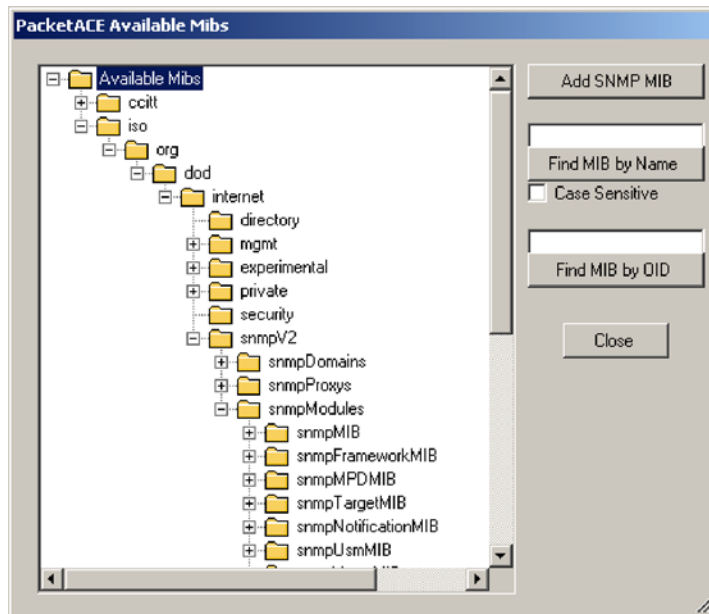 PacketACE Available Mibs
Available Mibs
ccitt
iso
org
dod
internet
directory
mgmt
experimental
private
security
snmpV2
snmpDomains
snmpProxys
snmpModules
snmpMIB
snmpFrameworkMIB
snmpMPDMIB
snmpTargetMIB
snmpNotificationMIB
snmpUsmMIB
Add SNMP MIB
Find MIB by Name
Case Sensitive
Find MIB by OID
Close